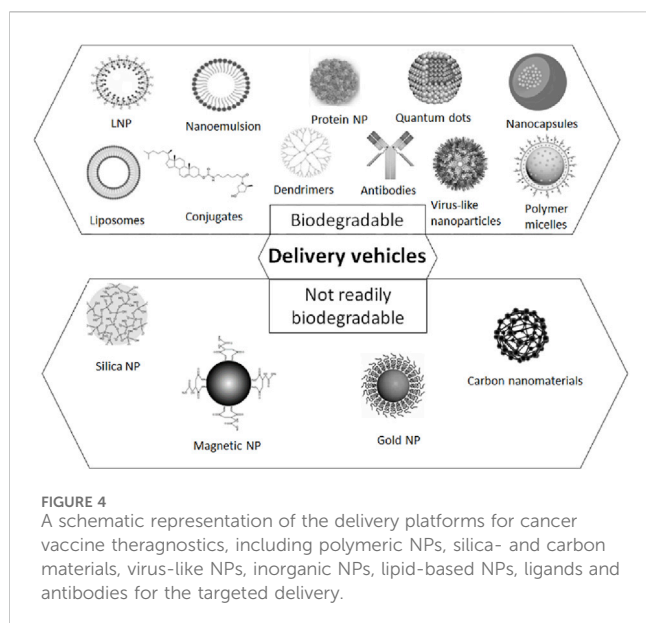 LNP
Nanoemulsion
Protein NP
Quantum dots
Nanocapsules
Liposomes
Conjugates
Dendrimers
Antibodies
Virus-like
nanoparticles
Polymer
micelles
Biodegradable
Delivery vehicles
Not readily
biodegradable
Silica NP
Magnetic NP
Gold NP
Carbon nanomaterials
FIGURE 4
A schematic representation of the delivery platforms for cancer
vaccine theragnostics, including polymeric NPs, silica- and carbon
materials, virus-like NPs, inorganic NPs, lipid-based NPs, ligands and
antibodies for the targeted delivery.